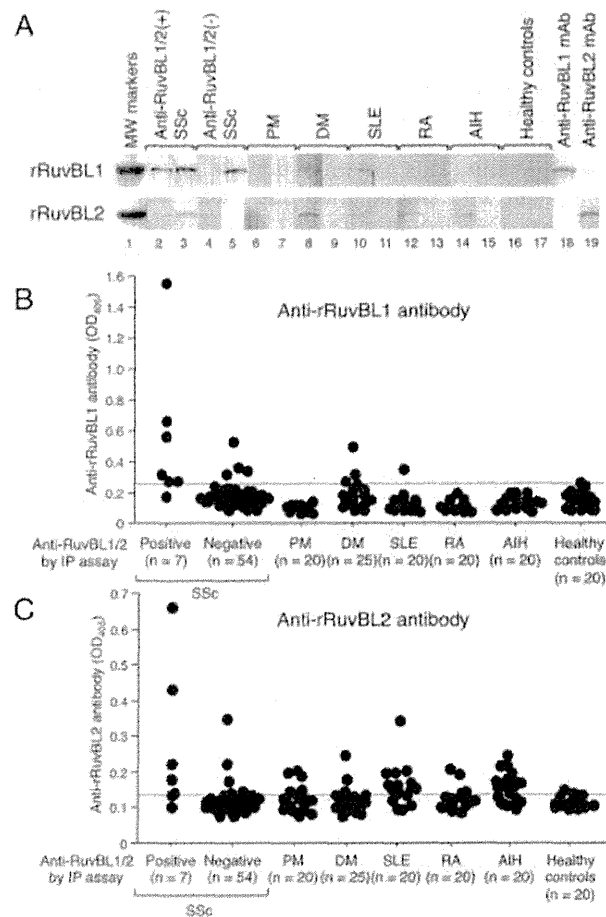 A
MW markers
Anti-RuvBL1/2(+)
SSc
Anti-RuvBL1/2(-)
SSc
PM
DM
SLE
RA
AIH
Healthy controls
Anti-RuvBL1 mAb
Anti-RuvBL2 mAb
rRuvBL1
rRuvBL2
1 2 3 4 5 6 7 8 9 10 11 12 13 14 15 16 17 18 19
B
Anti-rRuvBL1 antibody
Anti-rRuvBL1 antibody (OD405)
1.6
1.4
1.2
1.0
0.8
0.6
0.4
0.2
0
Anti-RuvBL1/2 Positive Negative PM DM SLE RA AIH Healthy
by IP assay (n = 7) (n = 54) (n = 20) (n = 25) (n = 20) (n = 20) (n = 20) controls
(n = 20)
SSc
C
Anti-rRuvBL2 antibody
Anti-rRuvBL2 antibody (OD405)
0.7
0.6
0.5
0.4
0.3
0.2
0.1
0
Anti-RuvBL1/2 Positive Negative PM DM SLE RA AIH Healthy
by IP assay (n = 7) (n = 54) (n = 20) (n = 25) (n = 20) (n = 20) (n = 20) controls
(n = 20)
SSc